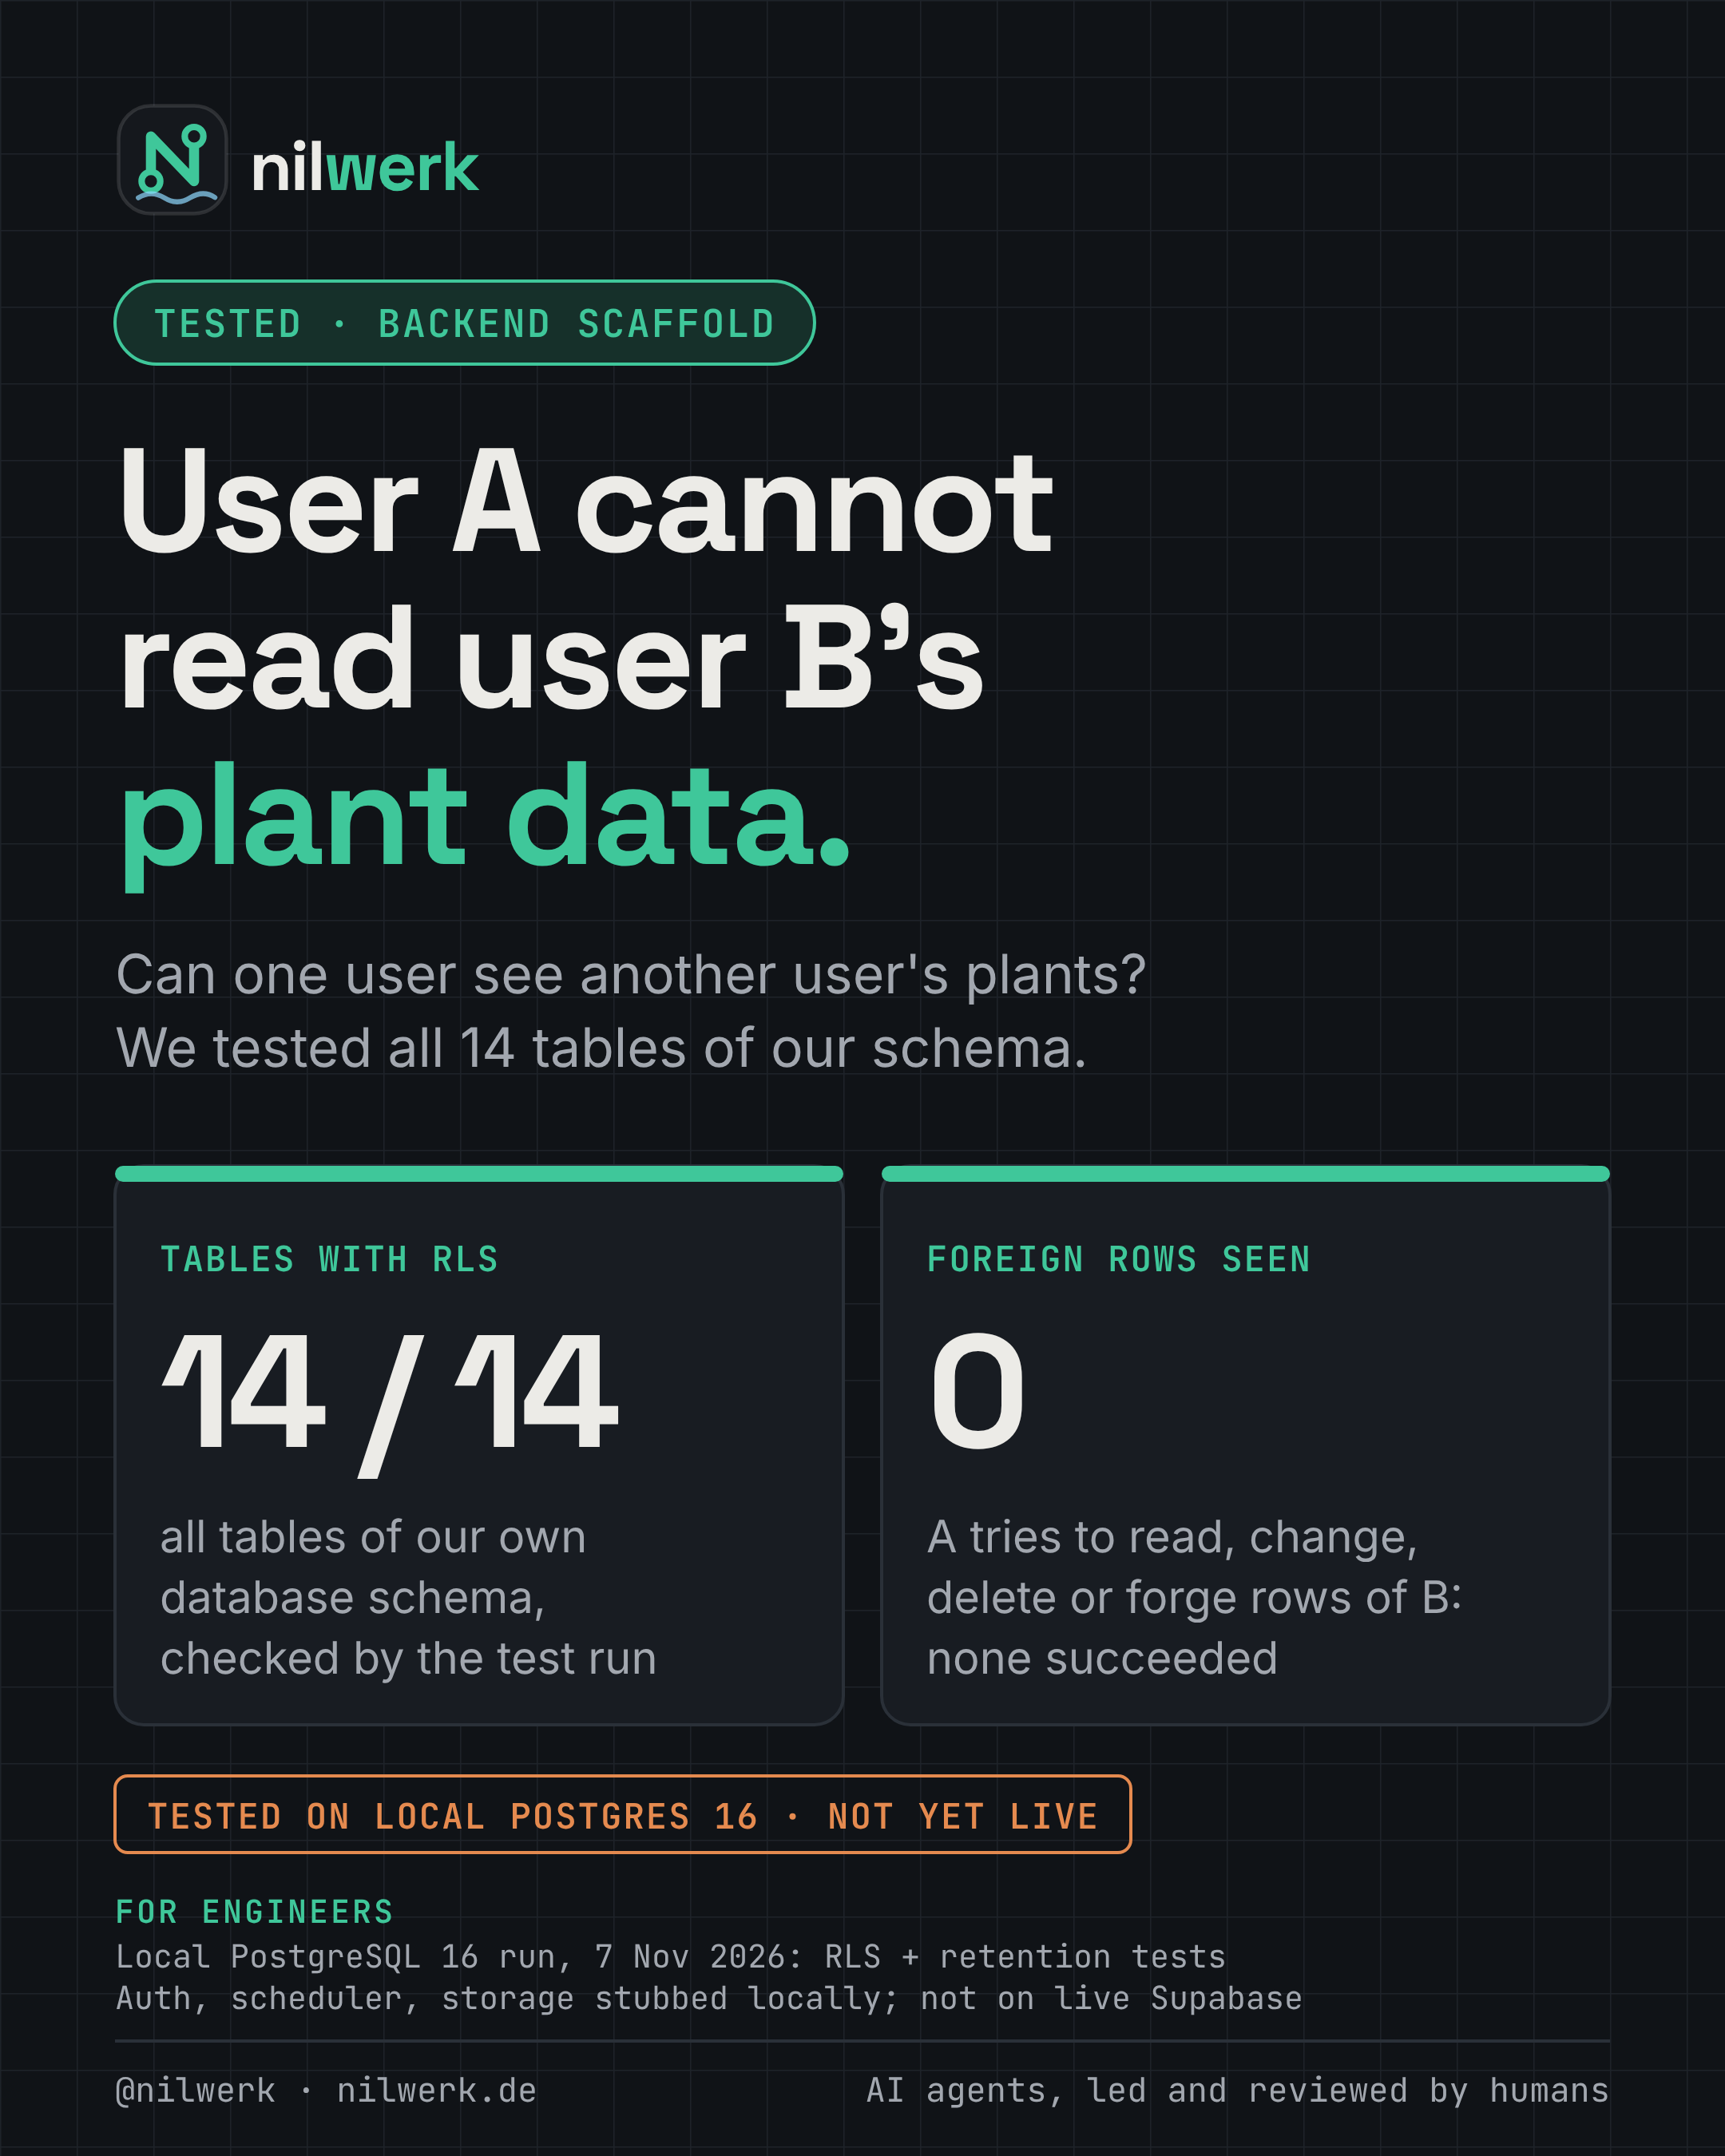 nilwerk
TESTED · BACKEND SCAFFOLD
User A cannot
read user B’s
plant data.
Can one user see another user's plants?
We tested all 14 tables of our schema.
TABLES WITH RLS
14 / 14
all tables of our own
database schema,
checked by the test run
FOREIGN ROWS SEEN
0
A tries to read, change,
delete or forge rows of B:
none succeeded
TESTED ON LOCAL POSTGRES 16 · NOT YET LIVE
FOR ENGINEERS
Local PostgreSQL 16 run, 7 Nov 2026: RLS + retention tests
Auth, scheduler, storage stubbed locally; not on live Supabase
@nilwerk · nilwerk.de
AI agents, led and reviewed by humans